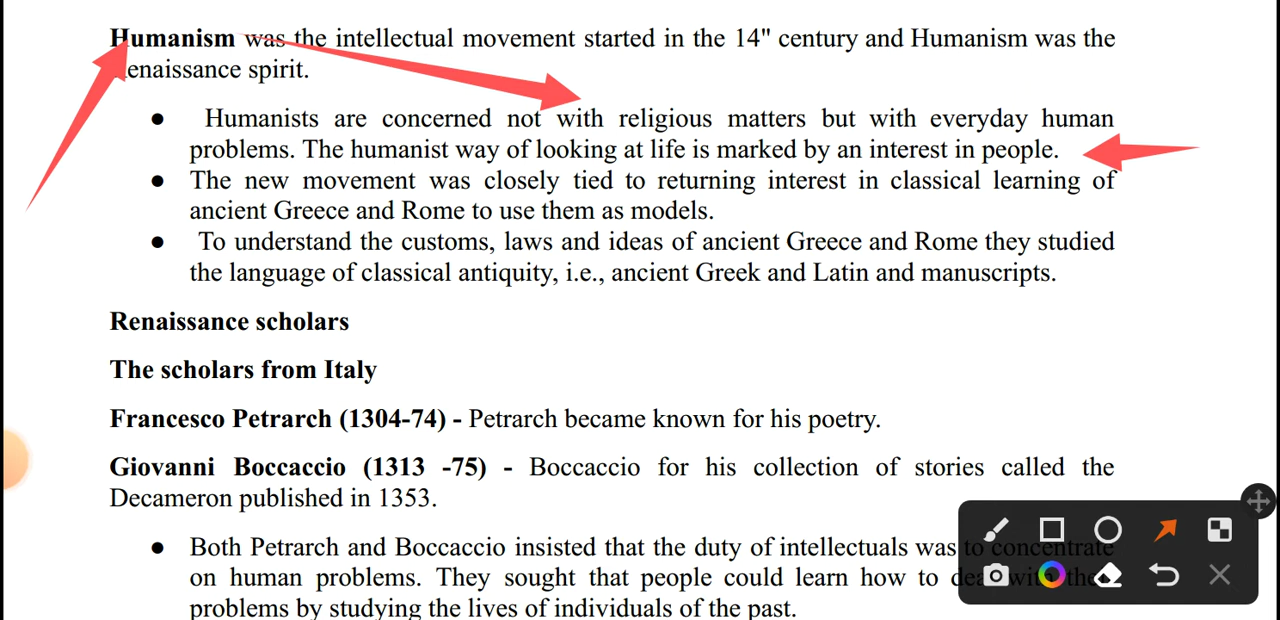 Humanism was the intellectual movement started in the 14" century and Humanism was the
enaissance spirit.
● Humanists are concerned not with religious matters but with everyday human
problems. The humanist way of looking at life is marked by an interest in people.
● The new movement was closely tied to returning interest in classical learning of
ancient Greece and Rome to use them as models.
● To understand the customs, laws and ideas of ancient Greece and Rome they studied
the language of classical antiquity, i.e., ancient Greek and Latin and manuscripts.
Renaissance scholars
The scholars from Italy
Francesco Petrarch (1304-74) - Petrarch became known for his poetry.
Giovanni Boccaccio (1313 -75) - Boccaccio for his collection of stories called the
Decameron published in 1353.
● Both Petrarch and Boccaccio insisted that the duty of intellectuals was to concentrate
on human problems. They sought that people could learn how to
problems by studying the lives of individuals of the past.